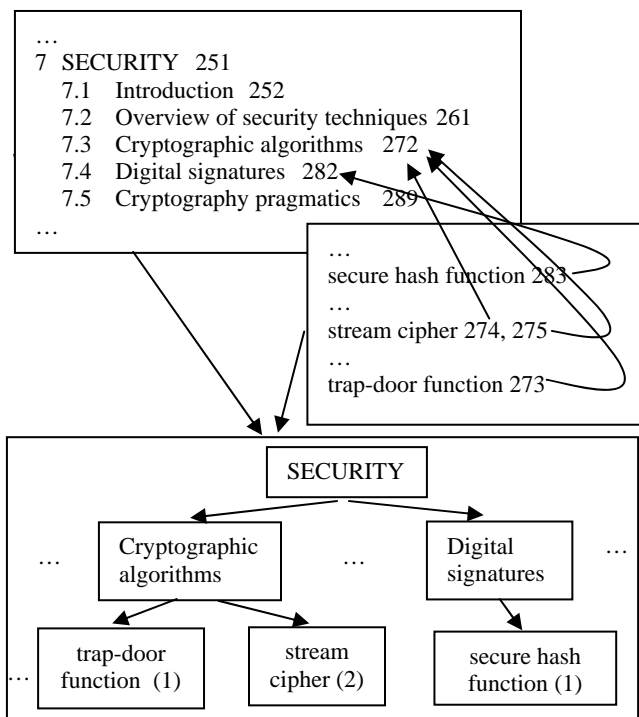 …
7 SECURITY 251
7.1 Introduction 252
7.2 Overview of security techniques 261
7.3 Cryptographic algorithms 272
7.4 Digital signatures 282
7.5 Cryptography pragmatics 289
…
…
secure hash function 283
…
stream cipher 274, 275
…
trap-door function 273
SECURITY
…
Cryptographic
algorithms
…
Digital
signatures
…
…
trap-door
function (1)
stream
cipher (2)
secure hash
function (1)